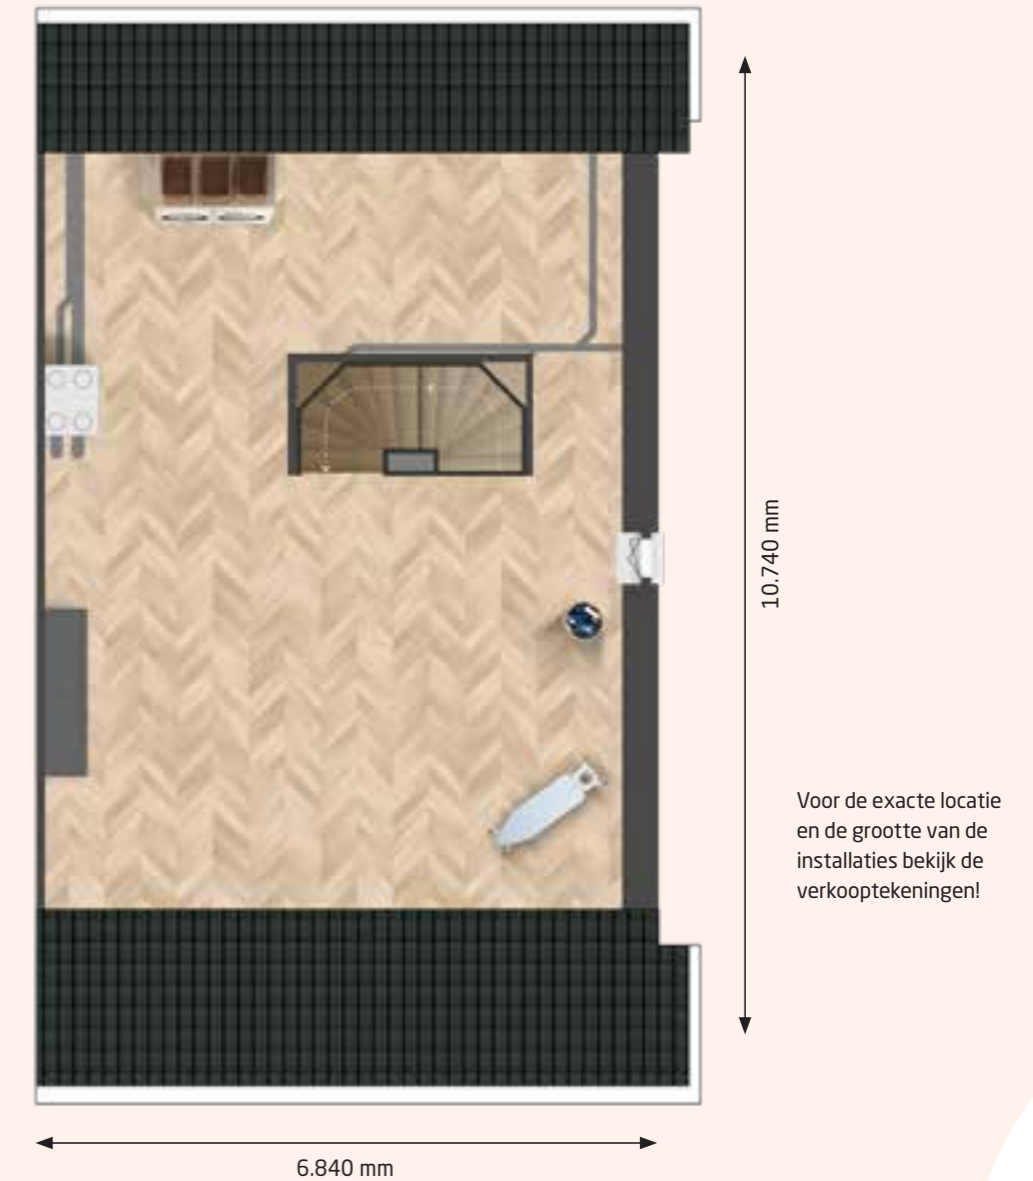 10.740 mm
Voor de exacte locatie
en de grootte van de
installaties bekijk de
verkooptekeningen!
6.840 mm